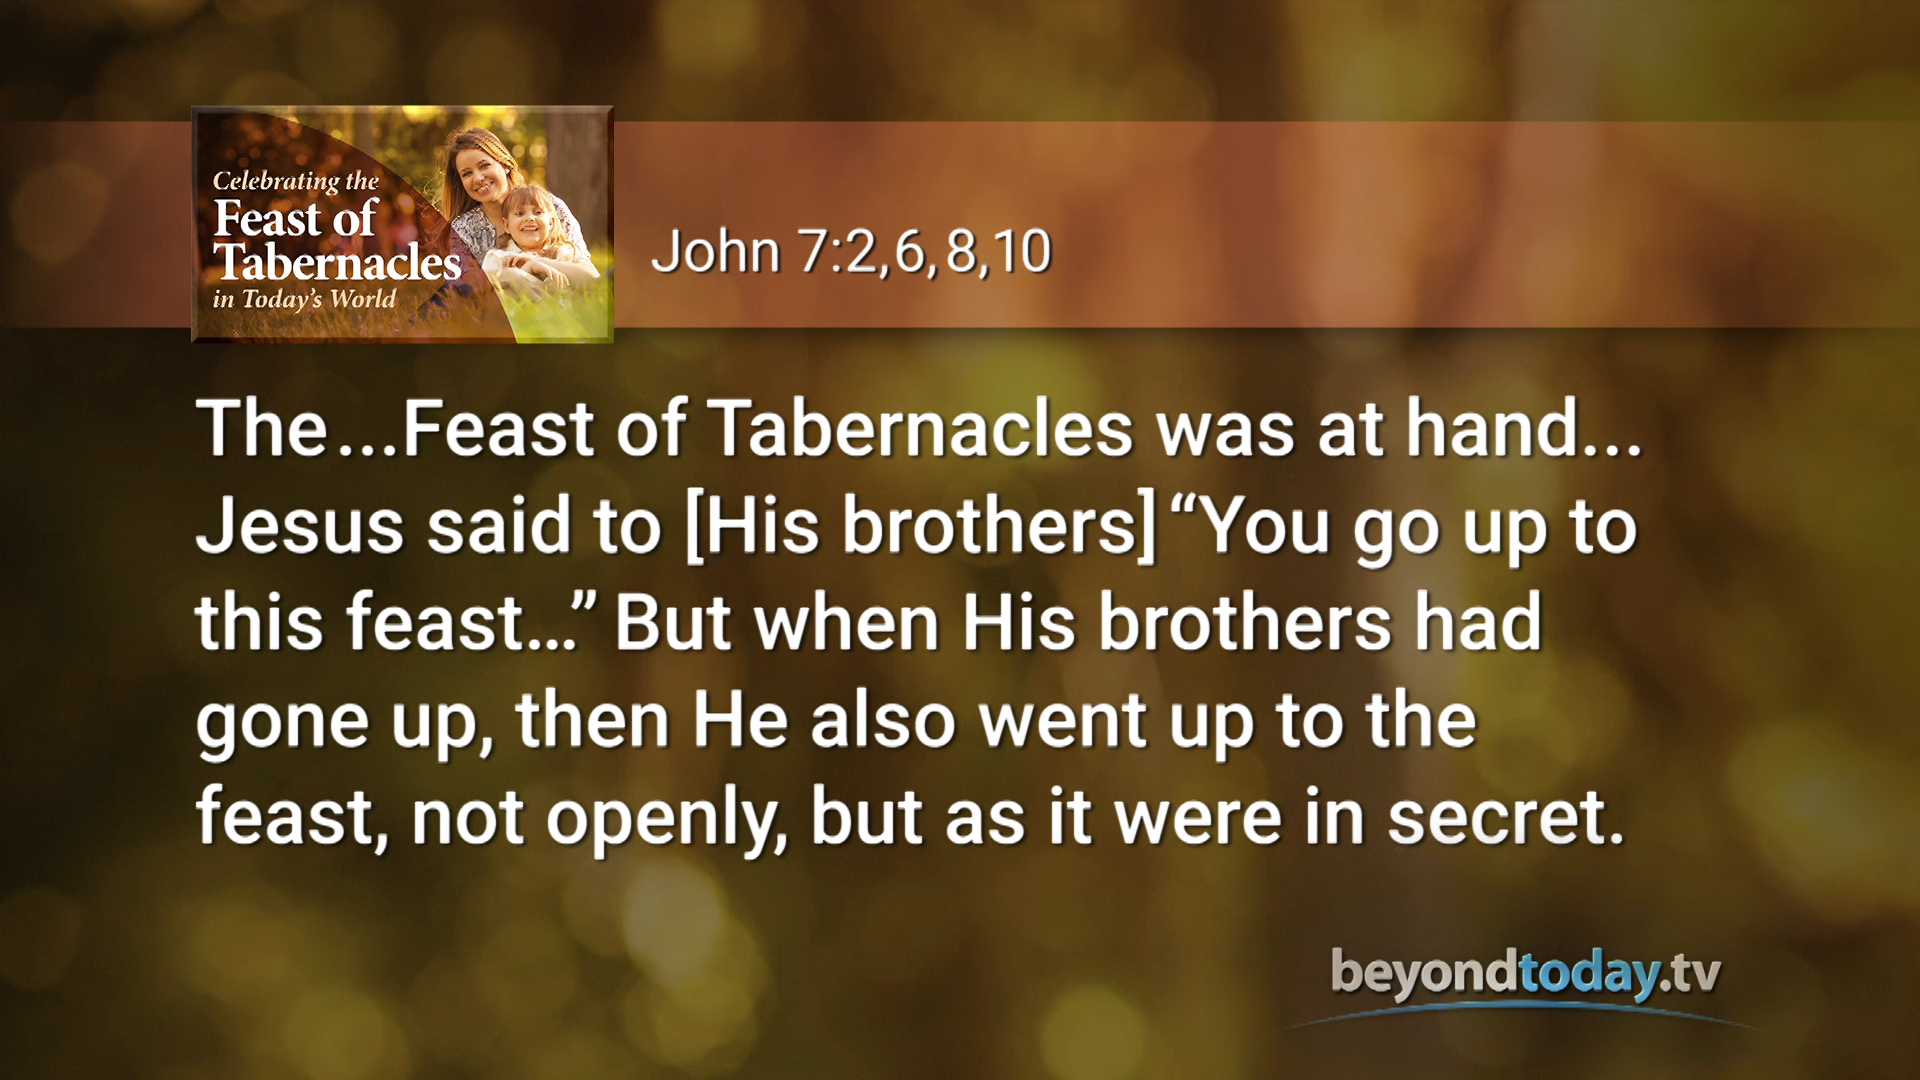 Celebrating the
Feast of
Tabernacles
in Today's World
John 7:2,6,8,10
The...Feast of Tabernacles was at hand...
Jesus said to [His brothers] “You go up to
this feast...” But when His brothers had
gone up, then He also went up to the
feast, not openly, but as it were in secret.
beyondtoday.tv